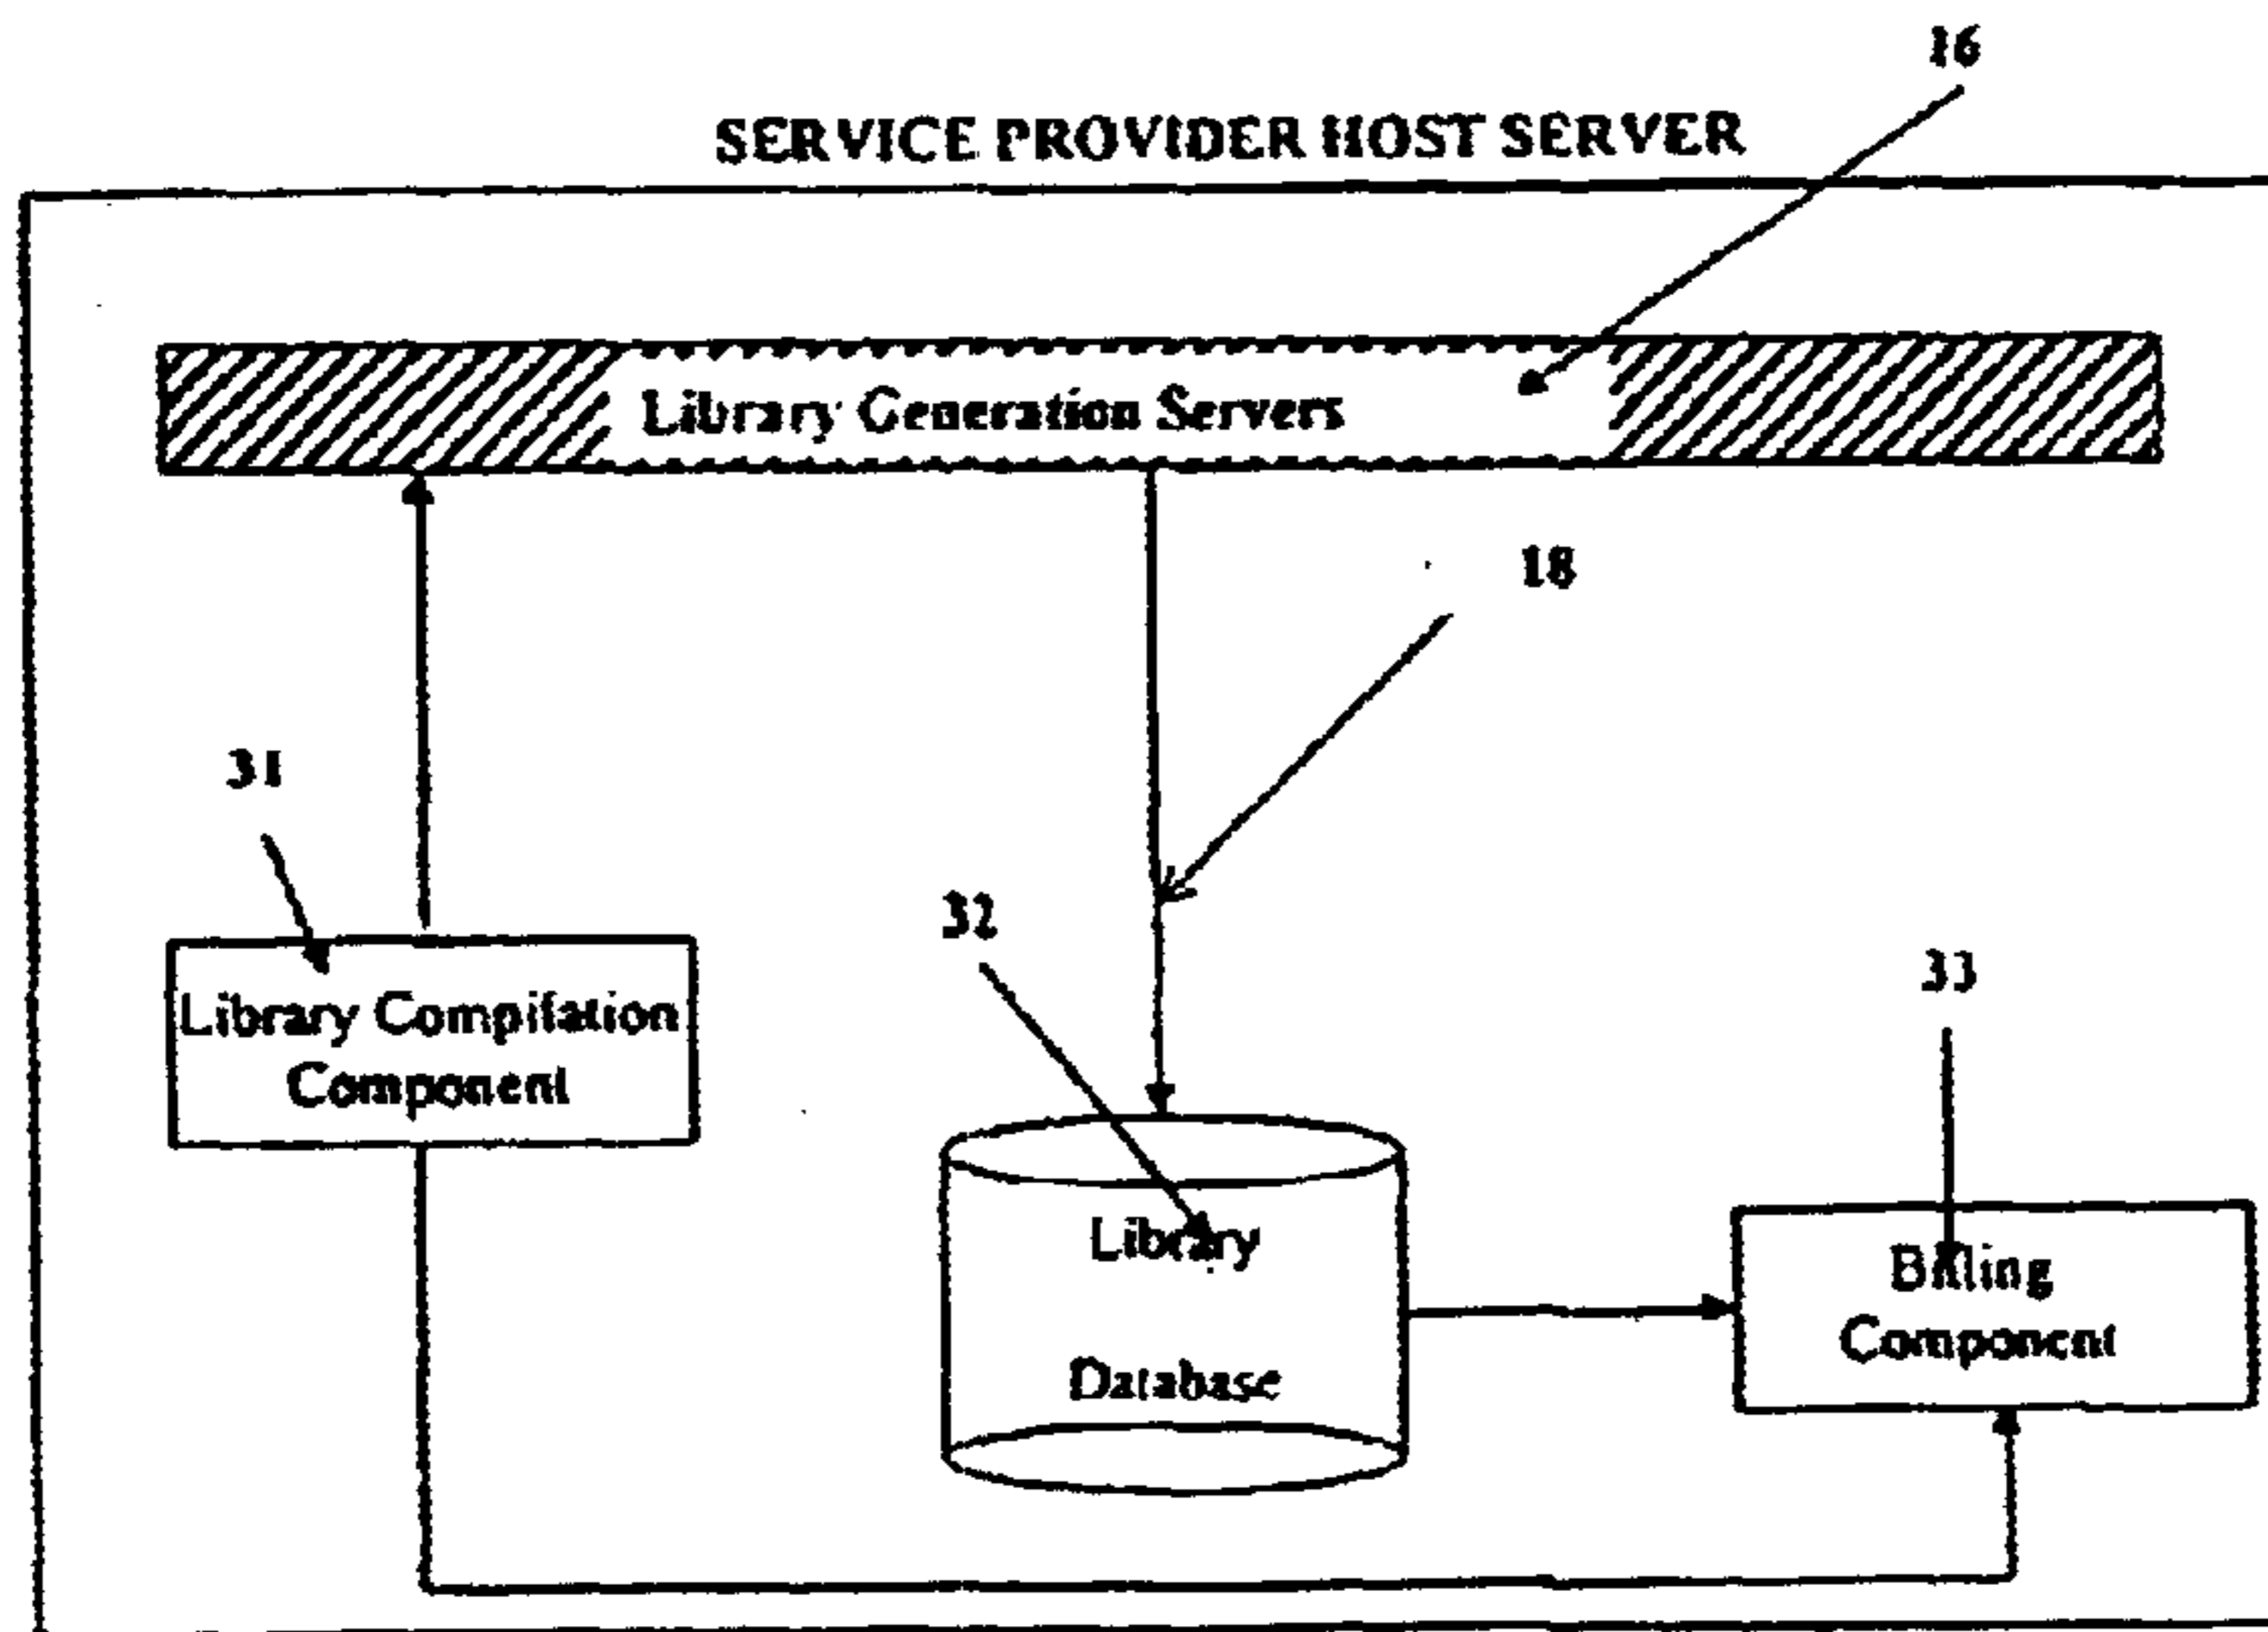 16
SERVICE PROVIDER HOST SERVER
Library Generation Servers
18
31
32
33
Library Compilation
Component
Library
Database
Billing
Component